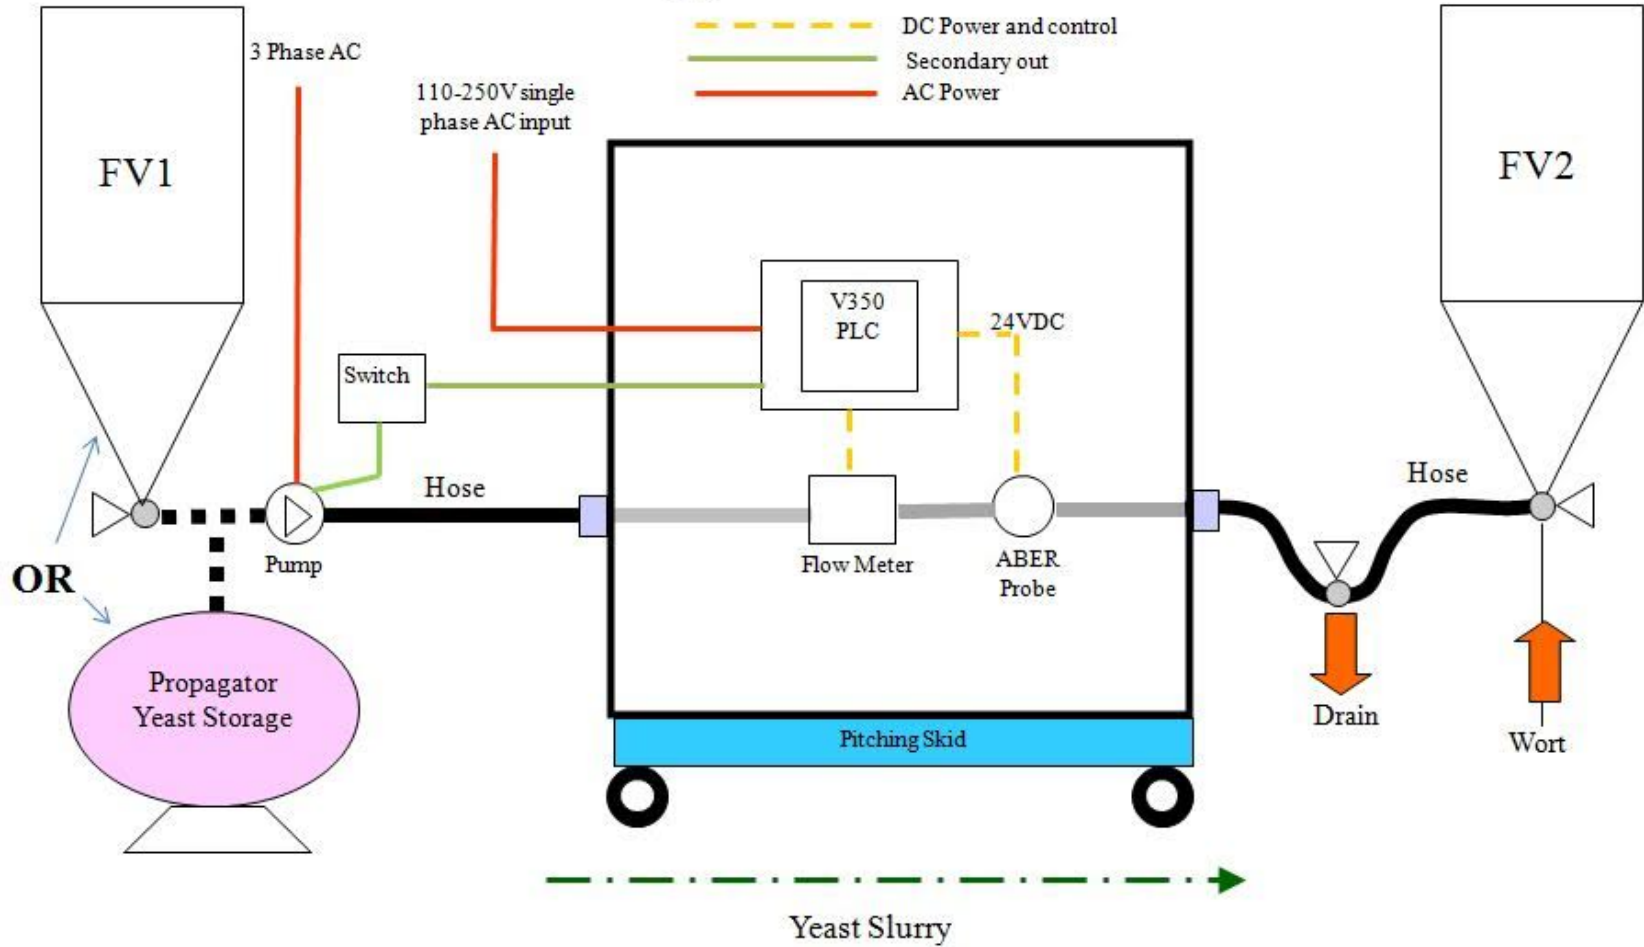 DC Power and control
Secondary out
AC Power
3 Phase AC
110-250V single
phase AC input
FV1
FV2
V350
PLC
24VDC
Switch
Hose
Hose
Pump
Flow Meter
ABER
Probe
OR
Propagator
Yeast Storage
Drain
Wort
Pitching Skid
Yeast Slurry